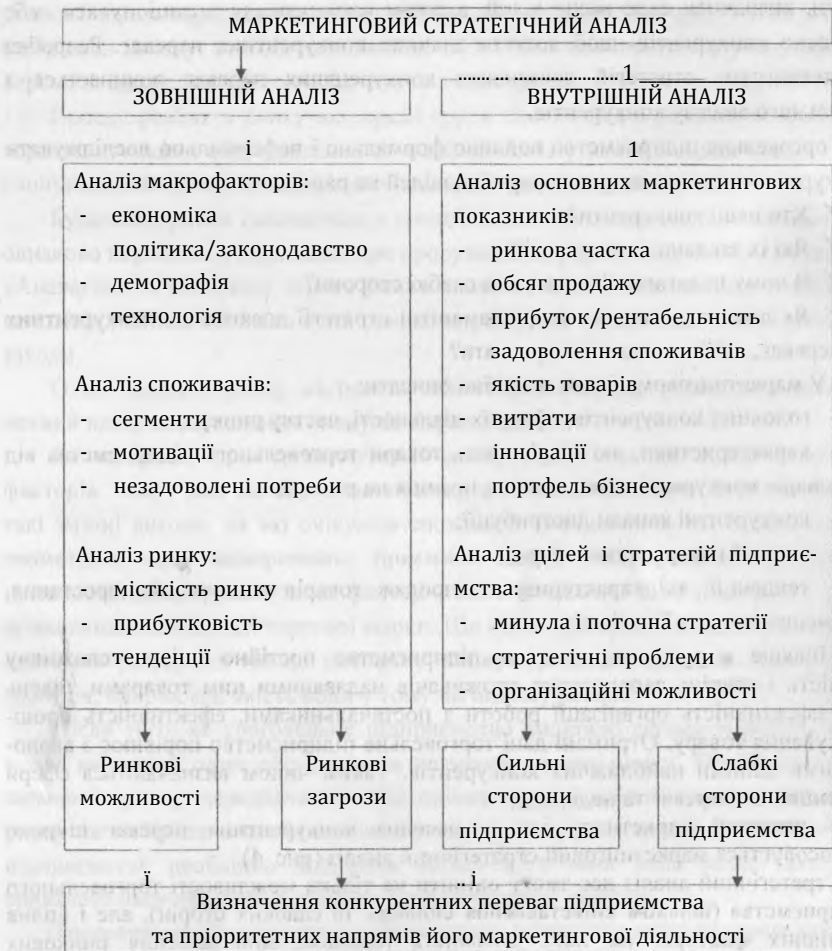 МАРКЕТИНГОВИЙ СТРАТЕГІЧНИЙ АНАЛІЗ
1
ЗОВНІШНІЙ АНАЛІЗ
ВНУТРІШНІЙ АНАЛІЗ
і
1
Аналіз макрофакторів:
- економіка
- політика/законодавство
- демографія
- технологія
Аналіз споживачів:
- сегменти
- мотивації
- незадоволені потреби
Аналіз ринку:
- місткість ринку
- прибутковість
- тенденції
Аналіз основних маркетингових
показників:
- ринкова частка
- обсяг продажу
- прибуток/рентабельність
- задоволення споживачів
- якість товарів
- витрати
- інновації
- портфель бізнесу
Аналіз цілей і стратегій підприє-
мства:
- минула і поточна стратегії
- стратегічні проблеми
- організаційні можливості
Ринкові
можливості
Ринкові
загрози
Сильні
сторони
підприємства
Слабкі
сторони
підприємства
ї
і
Визначення конкурентних переваг підприємства
та пріоритетних напрямів його маркетингової діяльності